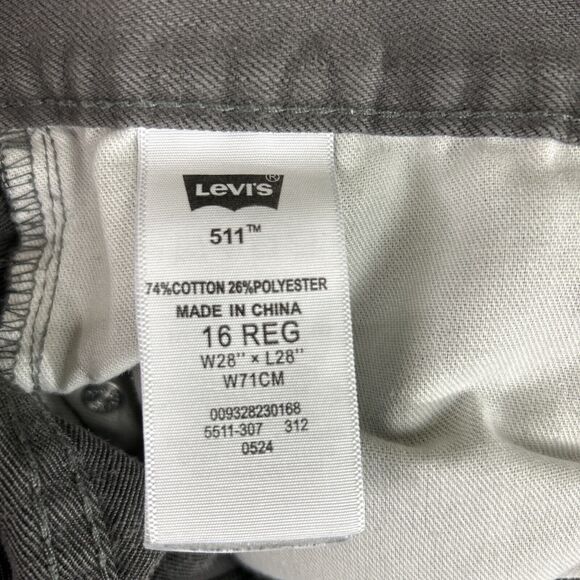 Levi's ®
511™
74%COTTON 26%POLYESTER
MADE IN CHINA
16 REG
W28" × L28"
W71CM
009328230168
5511-307 312
0524